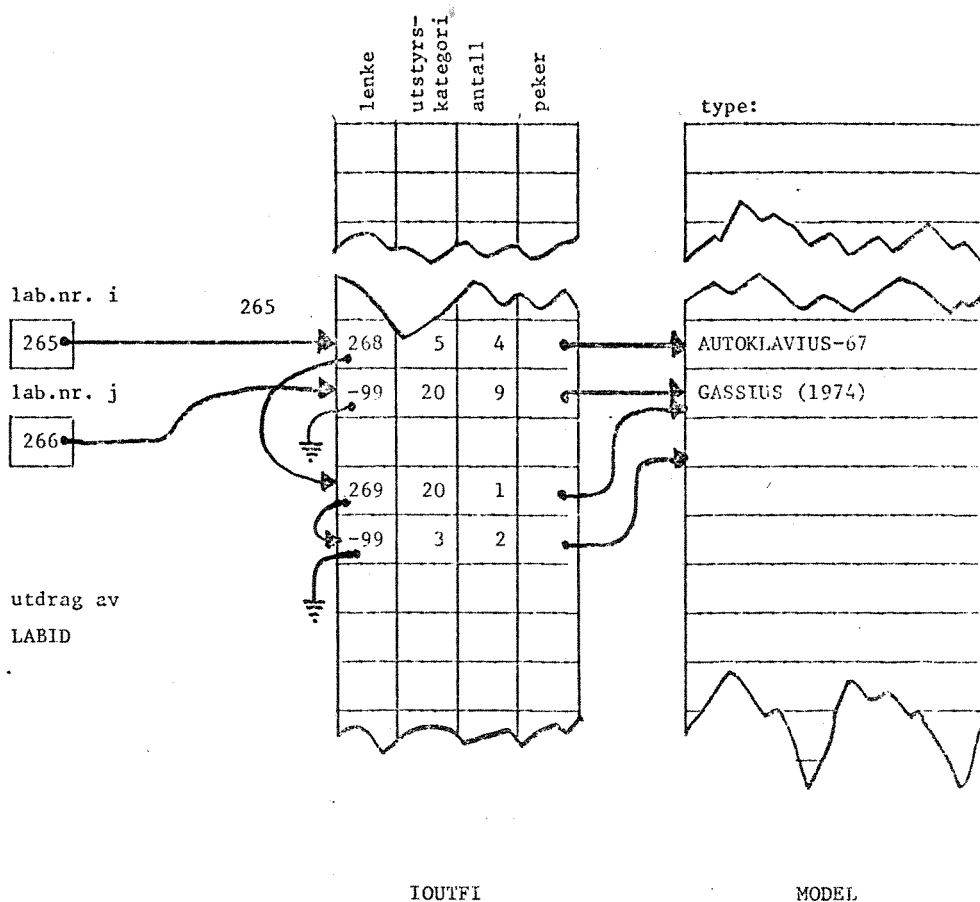 lenke
utstyrs-
kategori
antall
peker
type:
lab.nr. i
265
265
268 5 4
AUTOKLAVIUS-67
lab.nr. j
-99 20 9
GASSIUS (1974)
266
269 20 1
-99 3 2
utdrag av
LABID
IOUTFI
MODEL